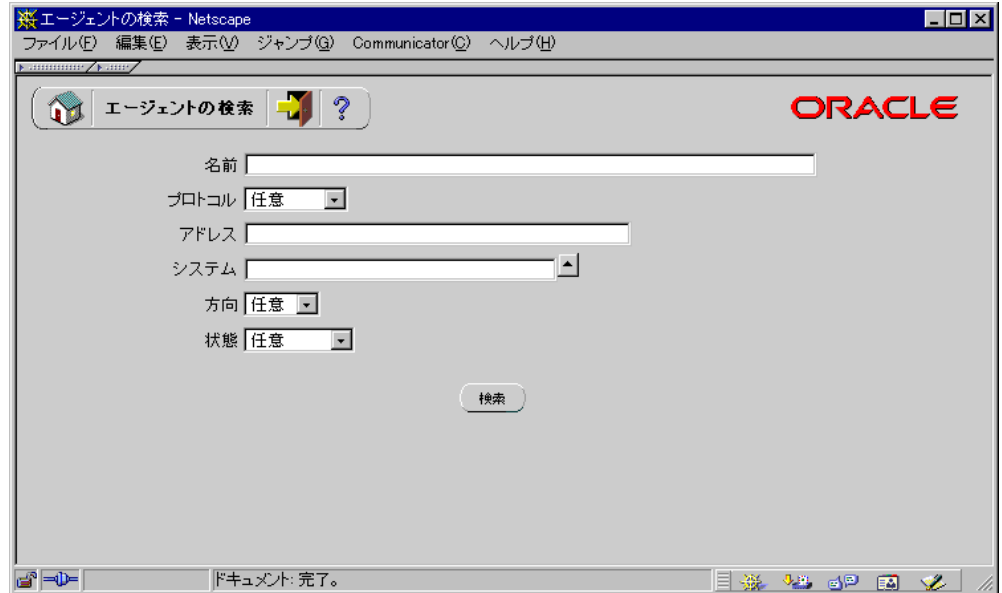 エージェントの検索 - Netscape
ファイル(F) 編集(E) 表示(V) ジャンプ(G) Communicator(C) ヘルプ(H)
エージェントの検索 ? ORACLE
名前
プロトコル 任意
アドレス
システム
方向 任意
状態 任意
検索
ドキュメント: 完了。